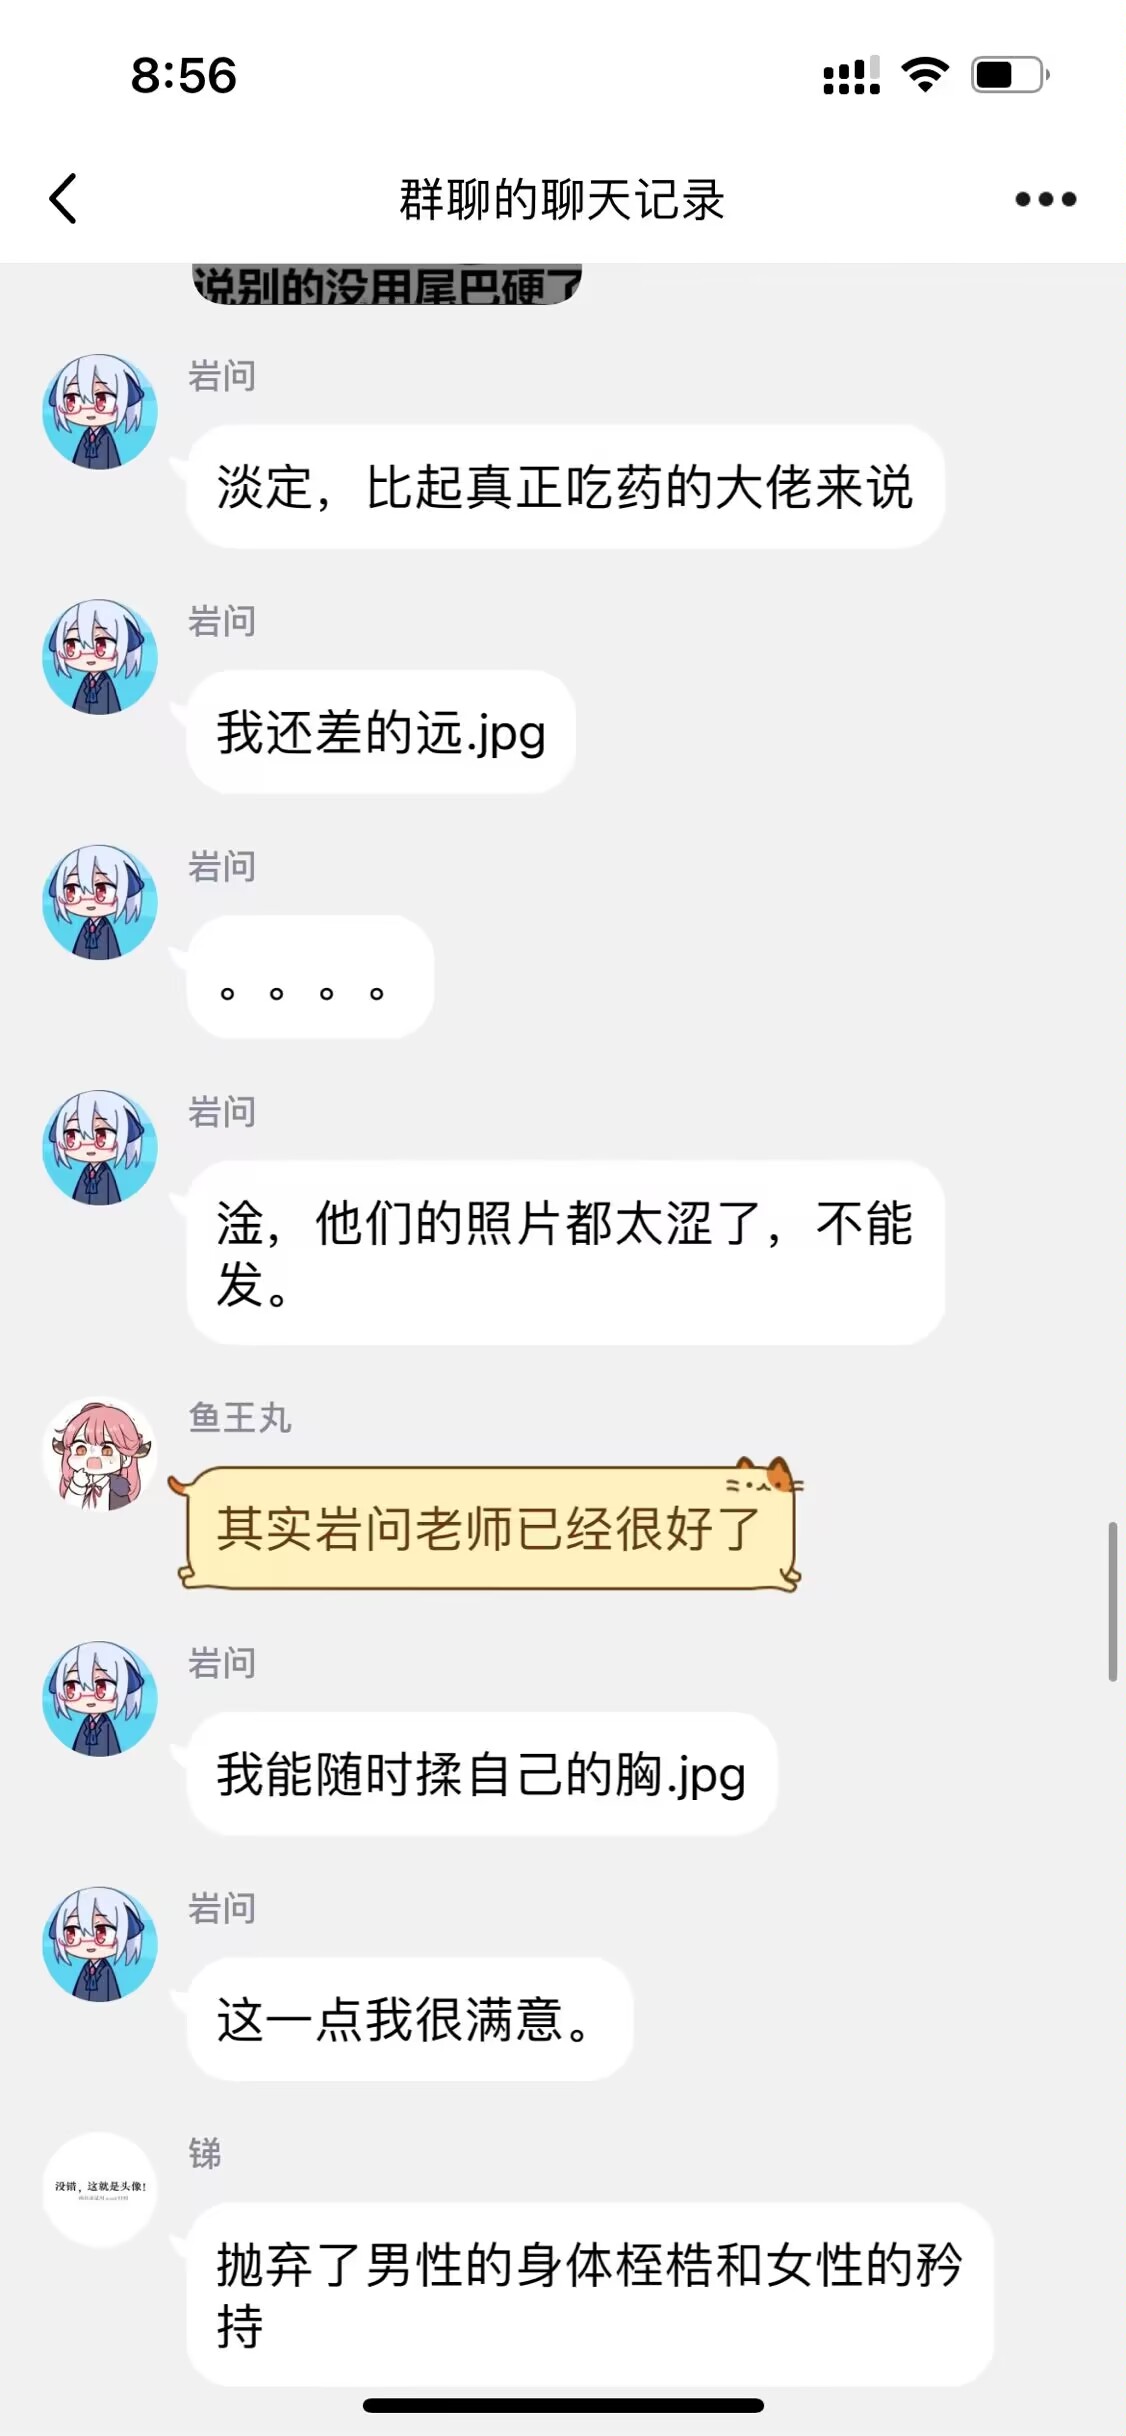 8:56
群聊的聊天记录
说别的没用尾巴硬了
岩问
淡定，比起真正吃药的大佬来说
岩问
我还差的远.jpg
岩问
。。。。
岩问
淦，他们的照片都太涩了，不能
发。
鱼王丸
其实岩问老师已经很好了
岩问
我能随时揉自己的胸.jpg
岩问
这一点我很满意。
锑
没错，这就是头像！
抛弃了男性的身体桎梏和女性的矜
持